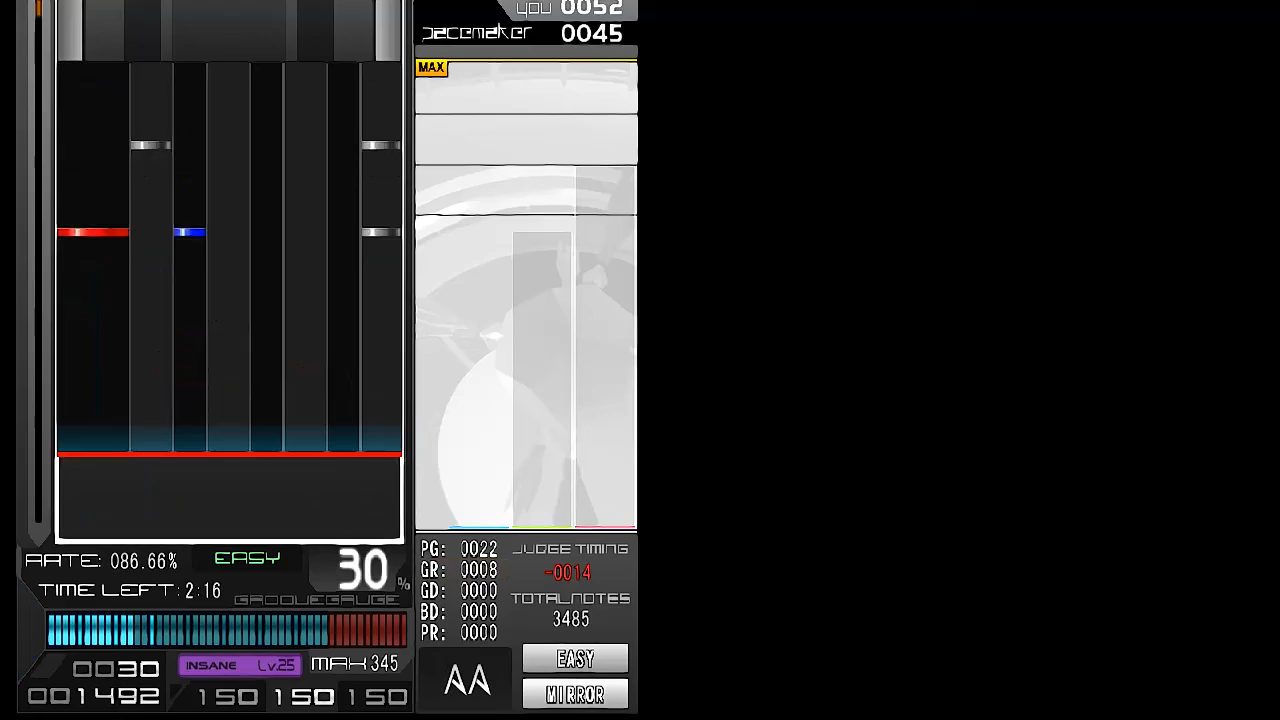 YOU 0052
pacemaker 0045
MAX
RATE: 086.66% EASY 30%
TIME LEFT: 2:16
GROOVEGAUGE
0030 INSANE Lv.25 MAX 345
001492 150 150 150
PG: 0022
GR: 0008
GD: 0000
BD: 0000
PR: 0000
JUDGE TIMING
-0014
TOTALNOTES
3485
AA
EASY
MIRROR